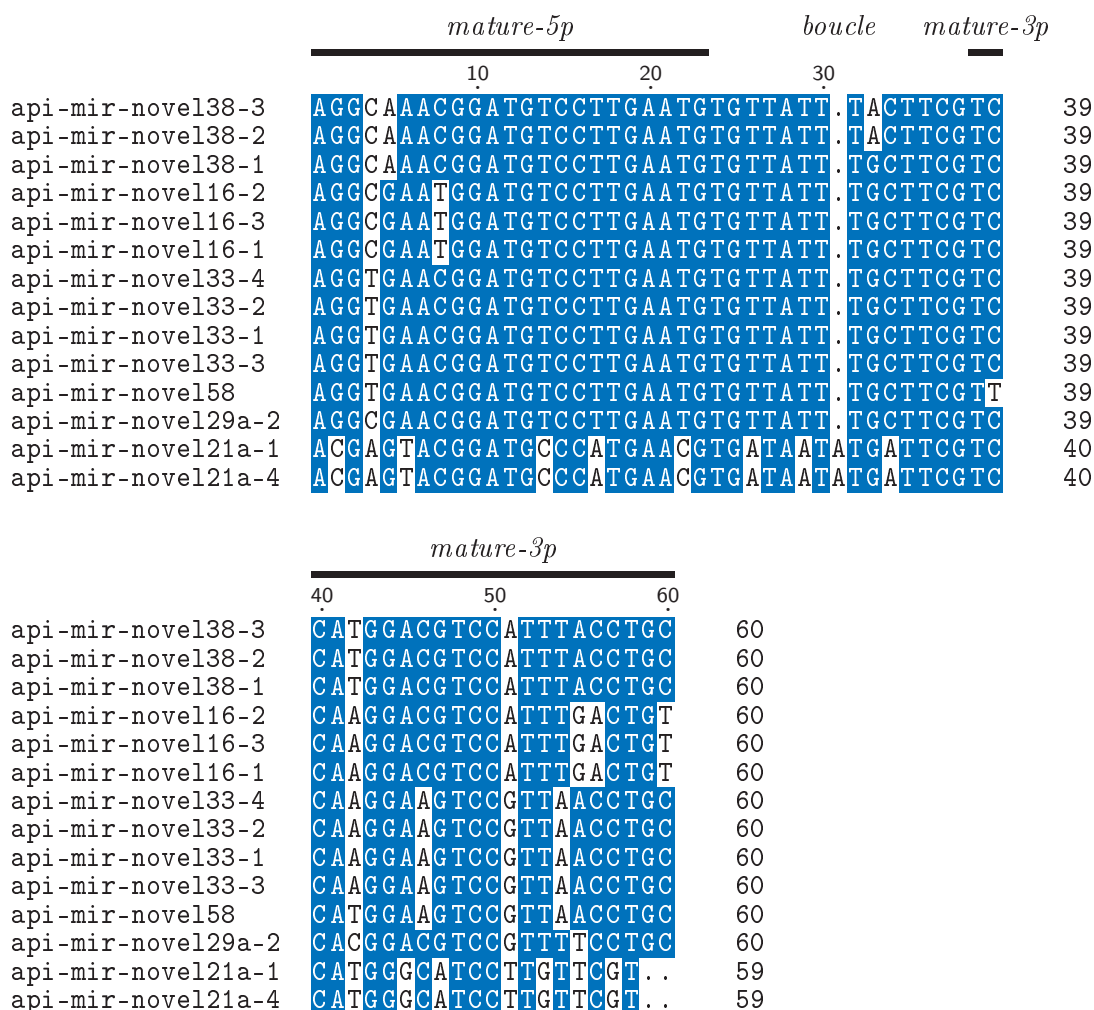 mature-5p boucle mature-3p
10 20 30
api-mir-novel38-3 AGGCAAACGGATGTCCTTGAATGTGTTATT.TACTTCGTC 39
api-mir-novel38-2 AGGCAAACGGATGTCCTTGAATGTGTTATT.TACTTCGTC 39
api-mir-novel38-1 AGGCAAACGGATGTCCTTGAATGTGTTATT.TGCTTCGTC 39
api-mir-novel16-2 AGGCGAATGGATGTCCTTGAATGTGTTATT.TGCTTCGTC 39
api-mir-novel16-3 AGGCGAATGGATGTCCTTGAATGTGTTATT.TGCTTCGTC 39
api-mir-novel16-1 AGGCGAATGGATGTCCTTGAATGTGTTATT.TGCTTCGTC 39
api-mir-novel33-4 AGGTGAACGGATGTCCTTGAATGTGTTATT.TGCTTCGTC 39
api-mir-novel33-2 AGGTGAACGGATGTCCTTGAATGTGTTATT.TGCTTCGTC 39
api-mir-novel33-1 AGGTGAACGGATGTCCTTGAATGTGTTATT.TGCTTCGTC 39
api-mir-novel33-3 AGGTGAACGGATGTCCTTGAATGTGTTATT.TGCTTCGTC 39
api-mir-novel58 AGGTGAACGGATGTCCTTGAATGTGTTATT.TGCTTCGTT 39
api-mir-novel29a-2 AGGCGAACGGATGTCCTTGAATGTGTTATT.TGCTTCGTC 39
api-mir-novel21a-1 ACGAGTACGGATGCCCATGAACGTGATAATATGATTCGTC 40
api-mir-novel21a-4 ACGAGTACGGATGCCCATGAACGTGATAATATGATTCGTC 40
mature-3p
40 50 60
api-mir-novel38-3 CATGGACGTCCATTTACCTGC 60
api-mir-novel38-2 CATGGACGTCCATTTACCTGC 60
api-mir-novel38-1 CATGGACGTCCATTTACCTGC 60
api-mir-novel16-2 CAAGGACGTCCATTTGACTGT 60
api-mir-novel16-3 CAAGGACGTCCATTTGACTGT 60
api-mir-novel16-1 CAAGGACGTCCATTTGACTGT 60
api-mir-novel33-4 CAAGGAAGTCCGTTAACCTGC 60
api-mir-novel33-2 CAAGGAAGTCCGTTAACCTGC 60
api-mir-novel33-1 CAAGGAAGTCCGTTAACCTGC 60
api-mir-novel33-3 CAAGGAAGTCCGTTAACCTGC 60
api-mir-novel58 CATGGAAGTCCGTTAACCTGC 60
api-mir-novel29a-2 CACGGACGTCCGTTTTCCTGC 60
api-mir-novel21a-1 CATGGGCATCCTTGTTCGT.. 59
api-mir-novel21a-4 CATGGGCATCCTTGTTCGT.. 59